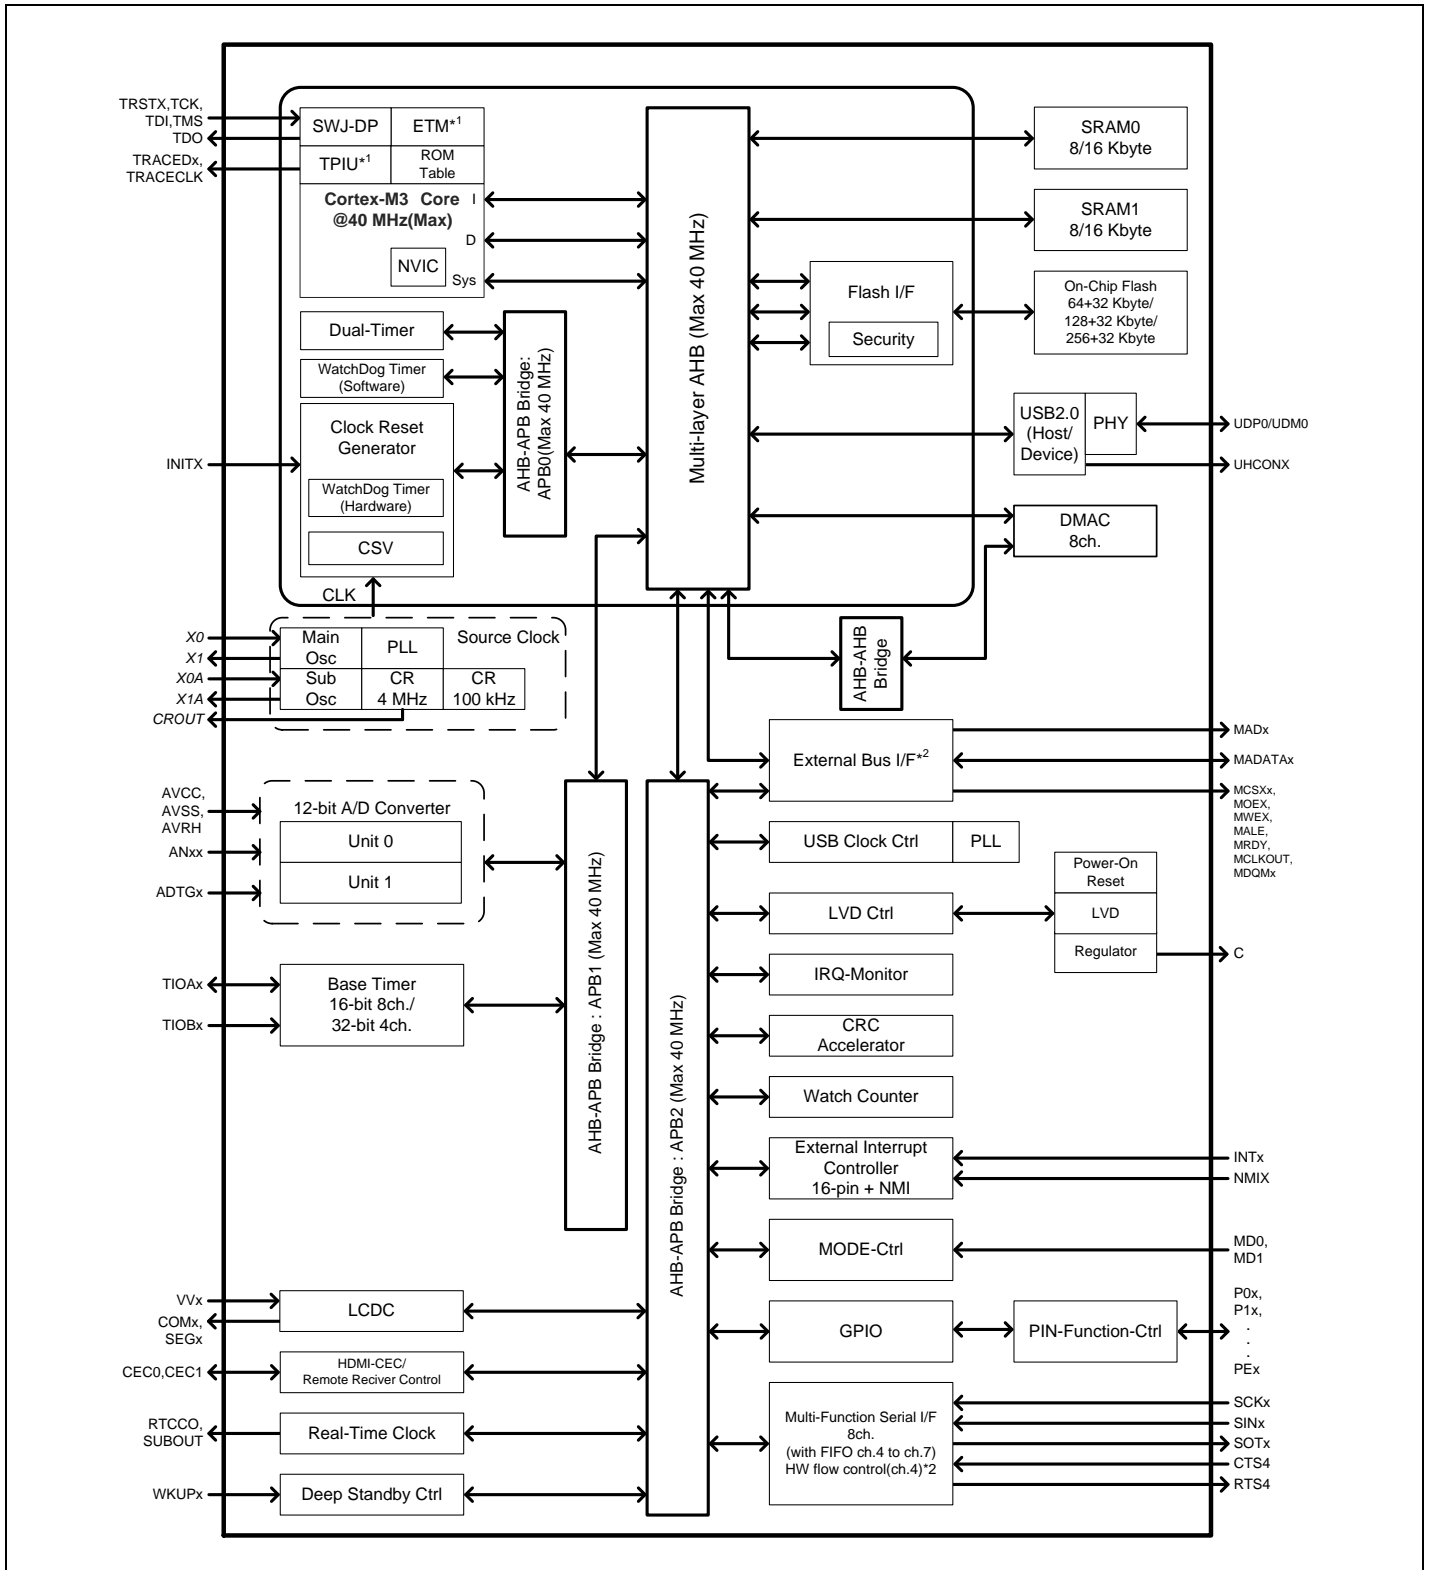 TRSTX,TCK,
TDI,TMS
TDO
TRACEDx,
TRACECLK
SWJ-DP
ETM*1
TPIU*1
ROM
Table
Cortex-M3 Core
@40 MHz(Max)
I
D
Sys
NVIC
Dual-Timer
WatchDog Timer
(Software)
Clock Reset
Generator
WatchDog Timer
(Hardware)
CSV
INITX
CLK
AHB-APB Bridge:
APB0(Max 40 MHz)
Multi-layer AHB (Max 40 MHz)
SRAM0
8/16 Kbyte
SRAM1
8/16 Kbyte
Flash I/F
Security
On-Chip Flash
64+32 Kbyte/
128+32 Kbyte/
256+32 Kbyte
USB2.0
(Host/
Device)
PHY
UDP0/UDM0
UHCONX
DMAC
8ch.
AHB-AHB
Bridge
X0
X1
X0A
X1A
CROUT
Main
Osc
PLL
Source Clock
Sub
Osc
CR
4 MHz
CR
100 kHz
AVCC,
AVSS,
AVRH
ANxx
ADTGx
12-bit A/D Converter
Unit 0
Unit 1
TIOAx
TIOBx
Base Timer
16-bit 8ch./
32-bit 4ch.
AHB-APB Bridge : APB1 (Max 40 MHz)
AHB-APB Bridge : APB2 (Max 40 MHz)
External Bus I/F*2
MADx
MADATAx
MCSXx,
MOEX,
MWEX,
MALE,
MRDY,
MCLKOUT,
MDQMx
USB Clock Ctrl
PLL
LVD Ctrl
Power-On
Reset
LVD
Regulator
C
IRQ-Monitor
CRC
Accelerator
Watch Counter
External Interrupt
Controller
16-pin + NMI
INTx
NMIX
MODE-Ctrl
MD0,
MD1
GPIO
PIN-Function-Ctrl
P0x,
P1x,
.
.
.
PEx
Multi-Function Serial I/F
8ch.
(with FIFO ch.4 to ch.7)
HW flow control(ch.4)*2
SCKx
SINx
SOTx
CTS4
RTS4
VVx
COMx,
SEGx
LCDC
CEC0,CEC1
HDMI-CEC/
Remote Reciver Control
RTCCO,
SUBOUT
Real-Time Clock
WKUPx
Deep Standby Ctrl